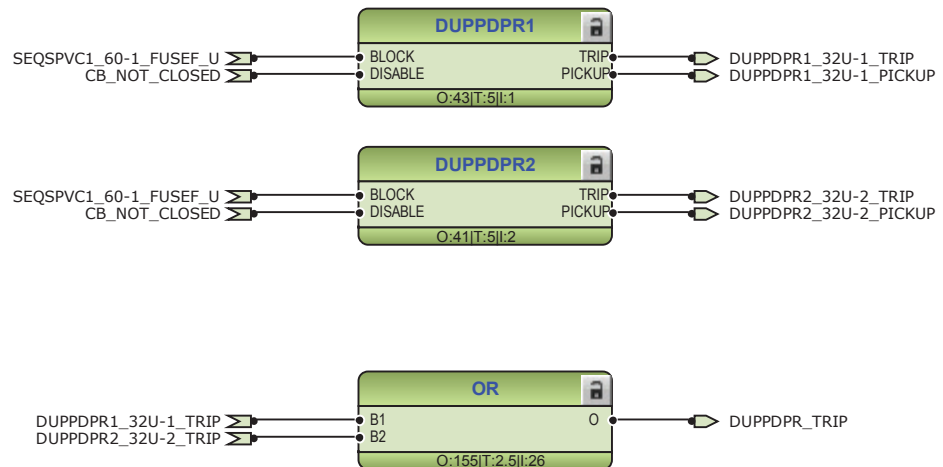 DUPPDPR1
SEQSPVC1_60-1_FUSEF_U BLOCK TRIP DUPPDPR1_32U-1_TRIP
CB_NOT_CLOSED DISABLE PICKUP DUPPDPR1_32U-1_PICKUP
O:43|T:5|I:1
DUPPDPR2
SEQSPVC1_60-1_FUSEF_U BLOCK TRIP DUPPDPR2_32U-2_TRIP
CB_NOT_CLOSED DISABLE PICKUP DUPPDPR2_32U-2_PICKUP
O:41|T:5|I:2
OR
DUPPDPR1_32U-1_TRIP B1 O DUPPDPR_TRIP
DUPPDPR2_32U-2_TRIP B2
O:155|T:2.5|I:26